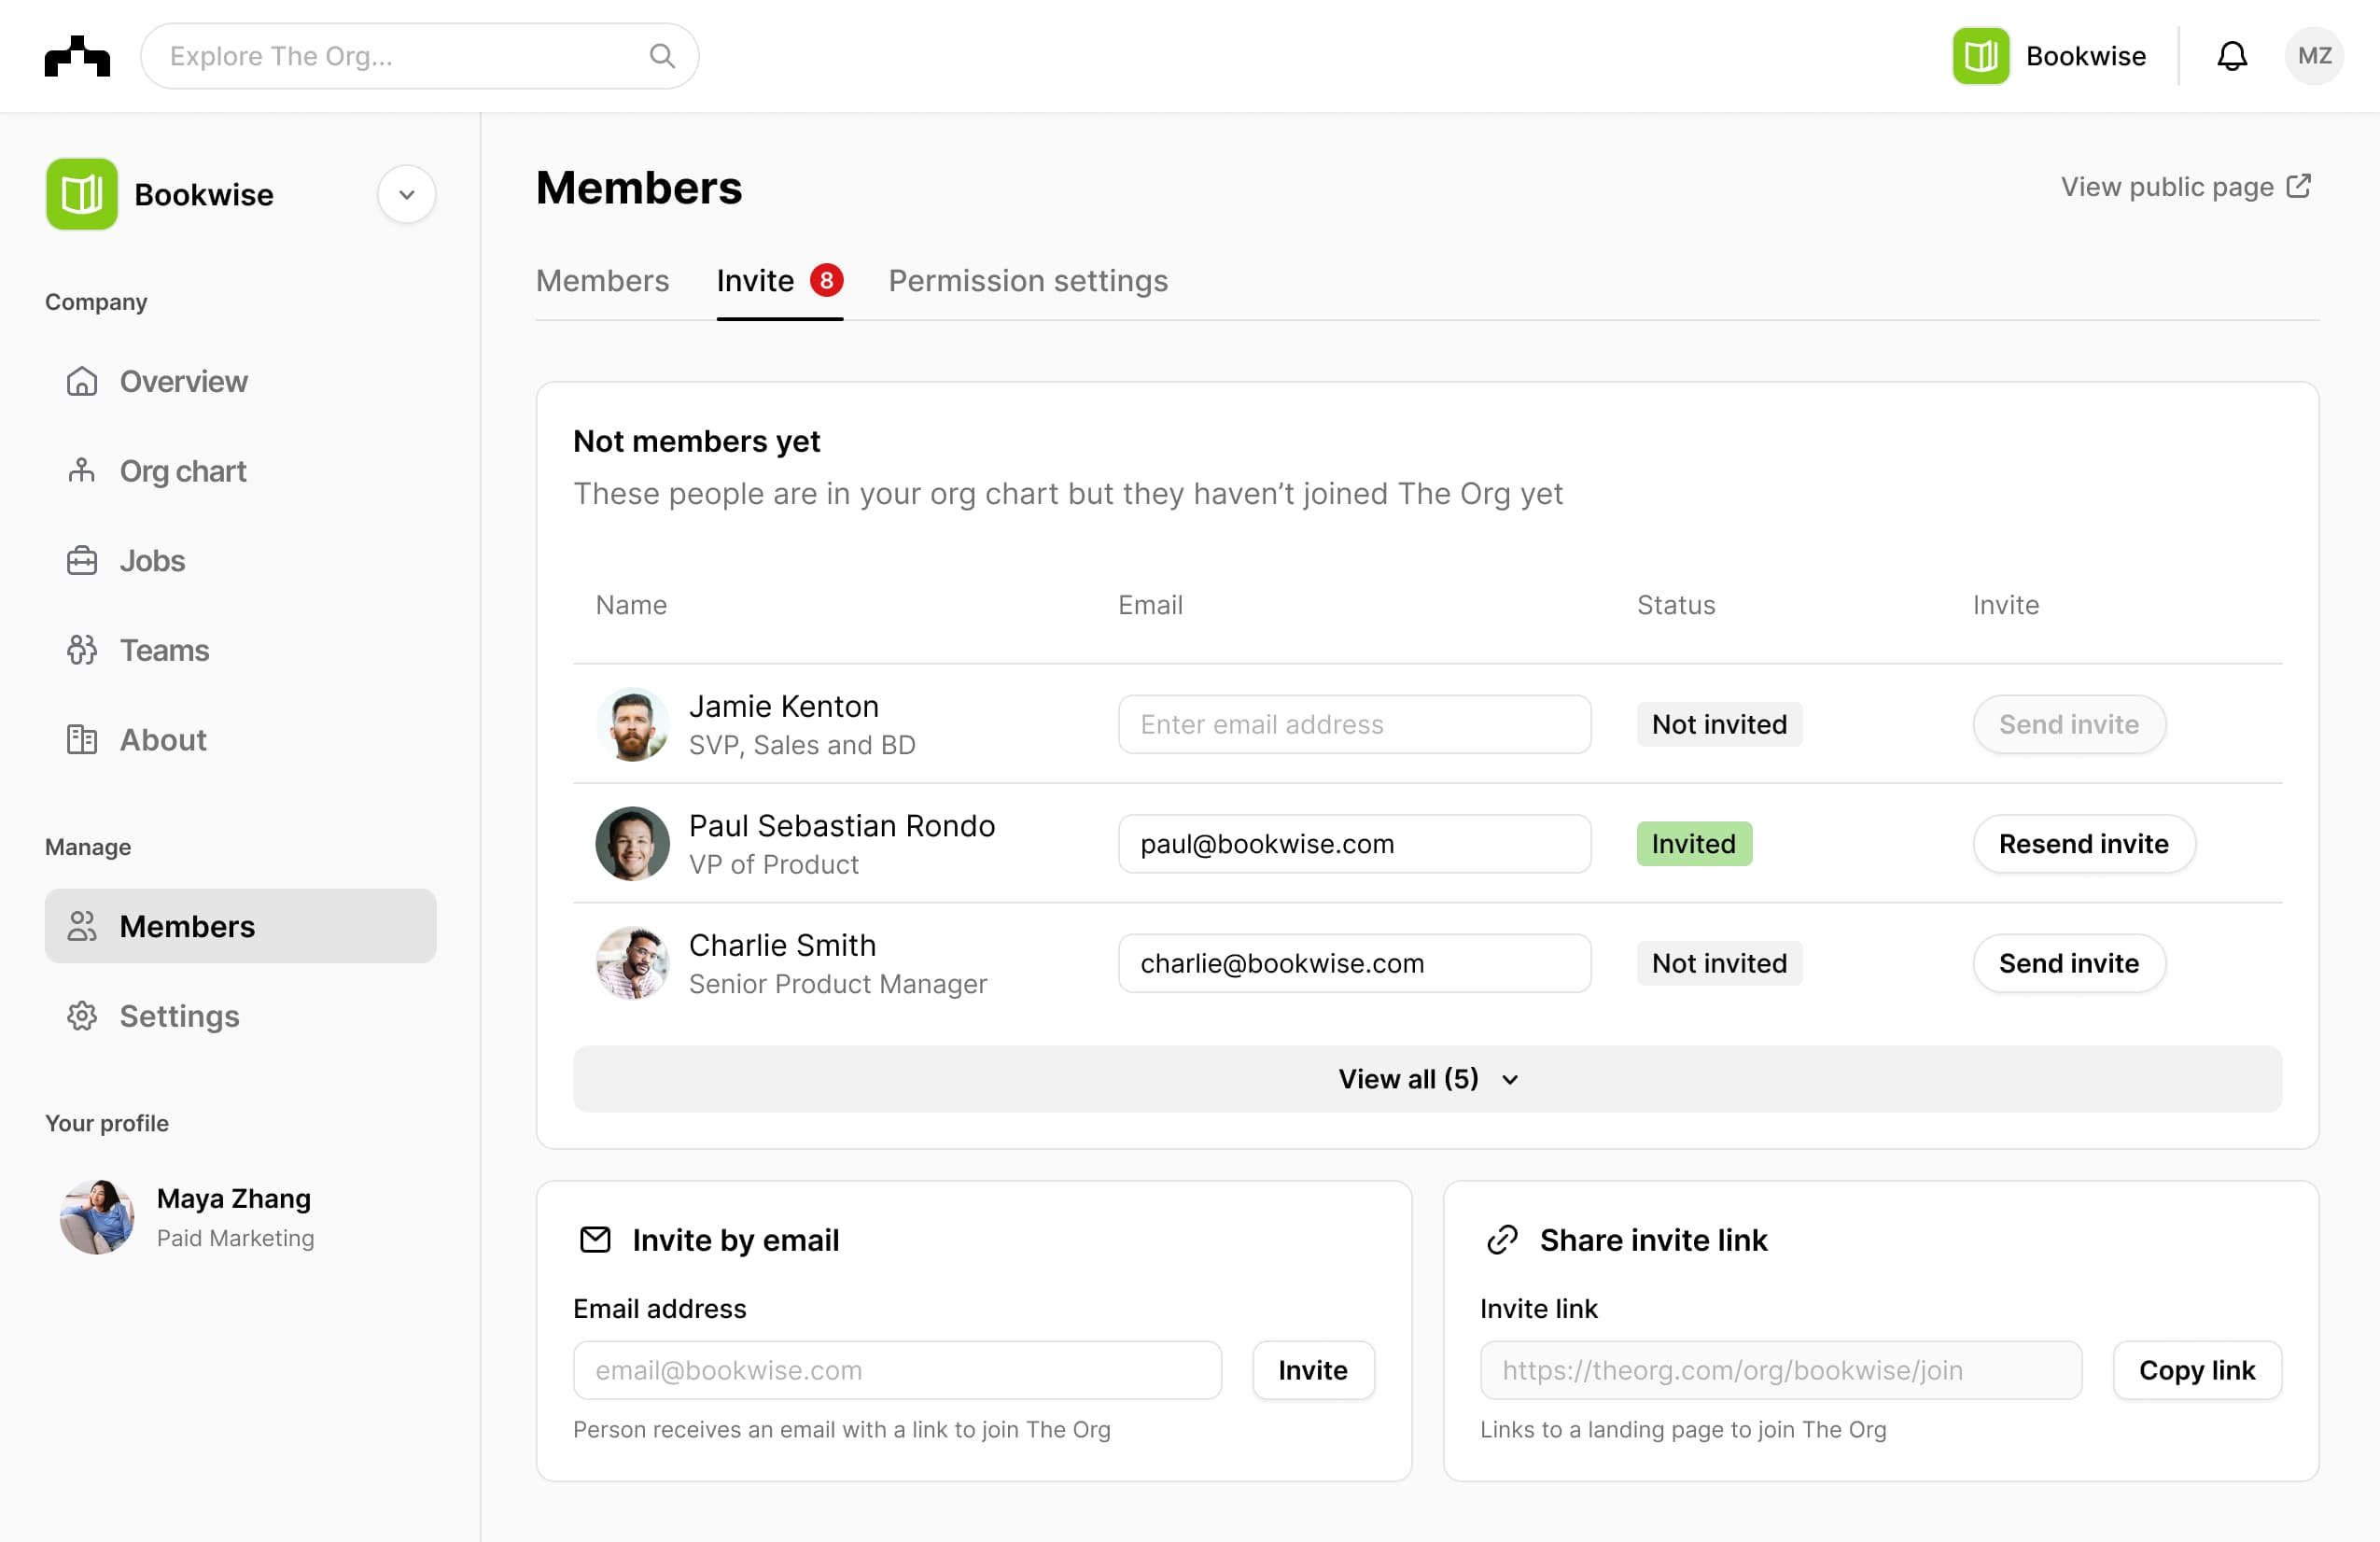 Explore The Org...
Bookwise
MZ
Bookwise
Company
Overview
Org chart
Jobs
Teams
About
Manage
Members
Settings
Your profile
Maya Zhang
Paid Marketing
Members
View public page
Members
Invite 8
Permission settings
Not members yet
These people are in your org chart but they haven’t joined The Org yet
Name
Email
Status
Invite
Jamie Kenton
SVP, Sales and BD
Enter email address
Not invited
Send invite
Paul Sebastian Rondo
VP of Product
paul@bookwise.com
Invited
Resend invite
Charlie Smith
Senior Product Manager
charlie@bookwise.com
Not invited
Send invite
View all (5)
Invite by email
Email address
email@bookwise.com
Invite
Person receives an email with a link to join The Org
Share invite link
Invite link
https://theorg.com/org/bookwise/join
Copy link
Links to a landing page to join The Org